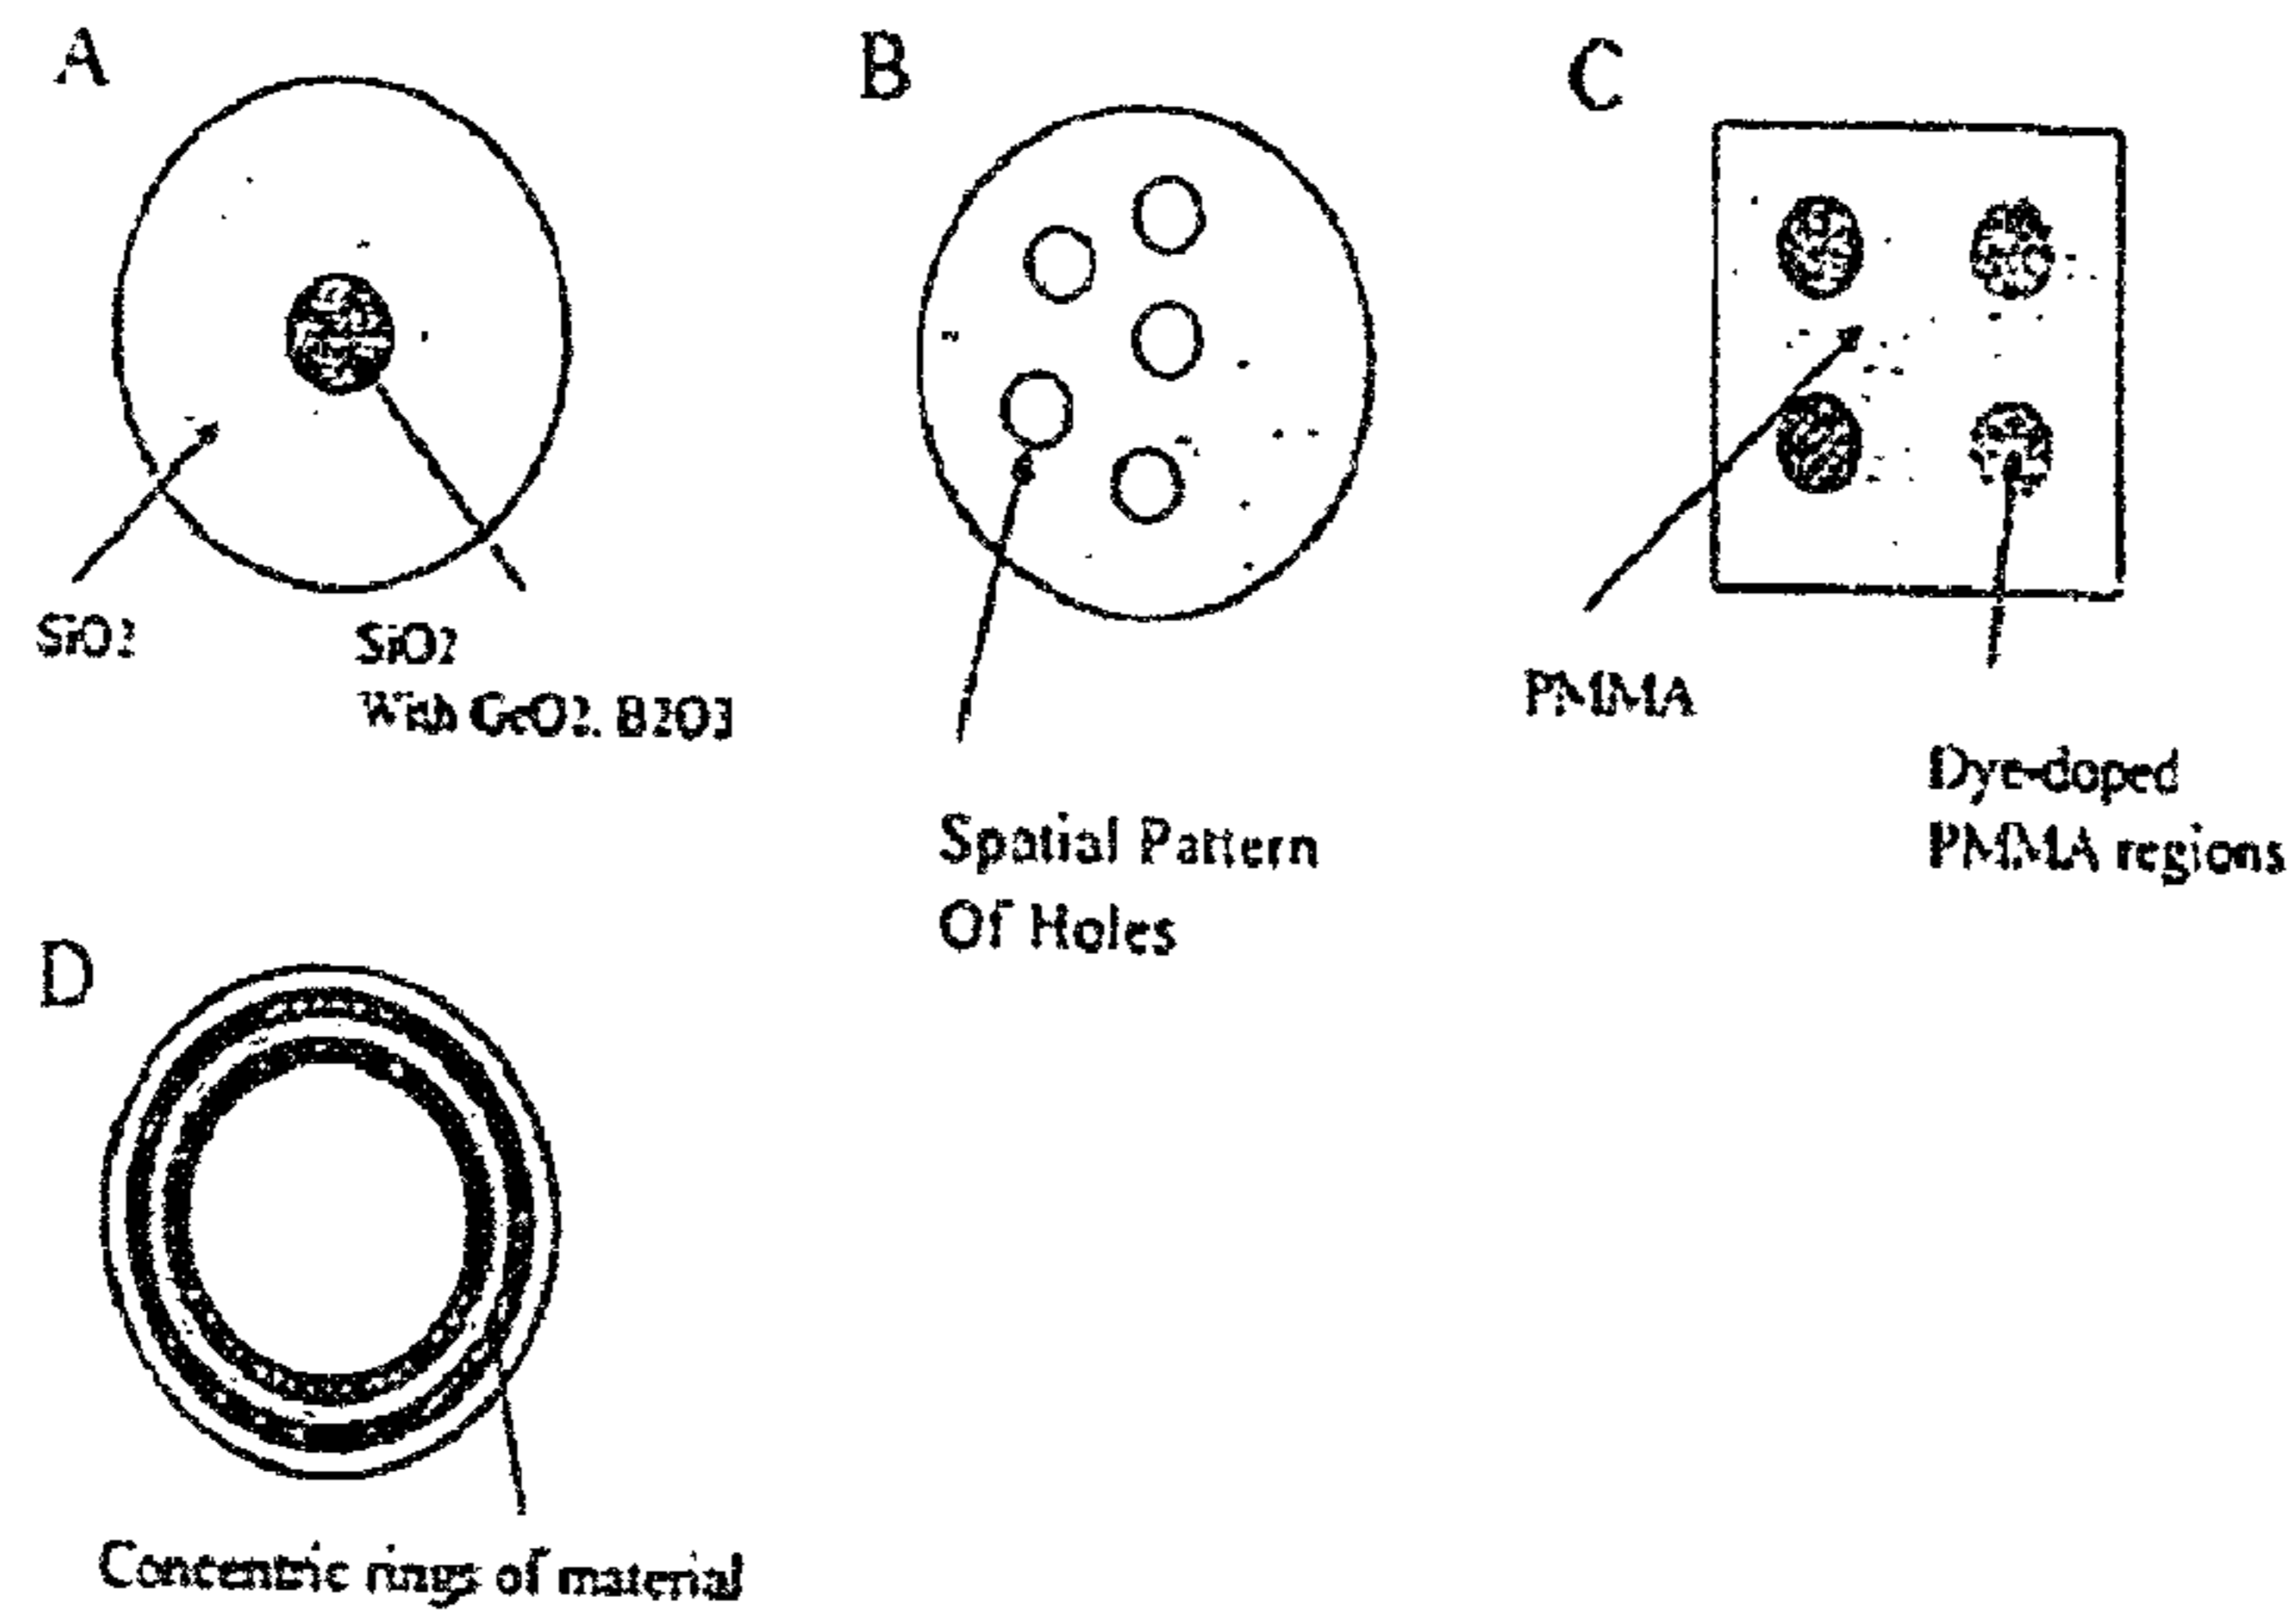 A
B
C
SiO2
SiO2
With GeO2, B2O3
PMMA
Dye-doped
PMMA regions
Spatial Pattern
Of Holes
D
Concentric rings of material